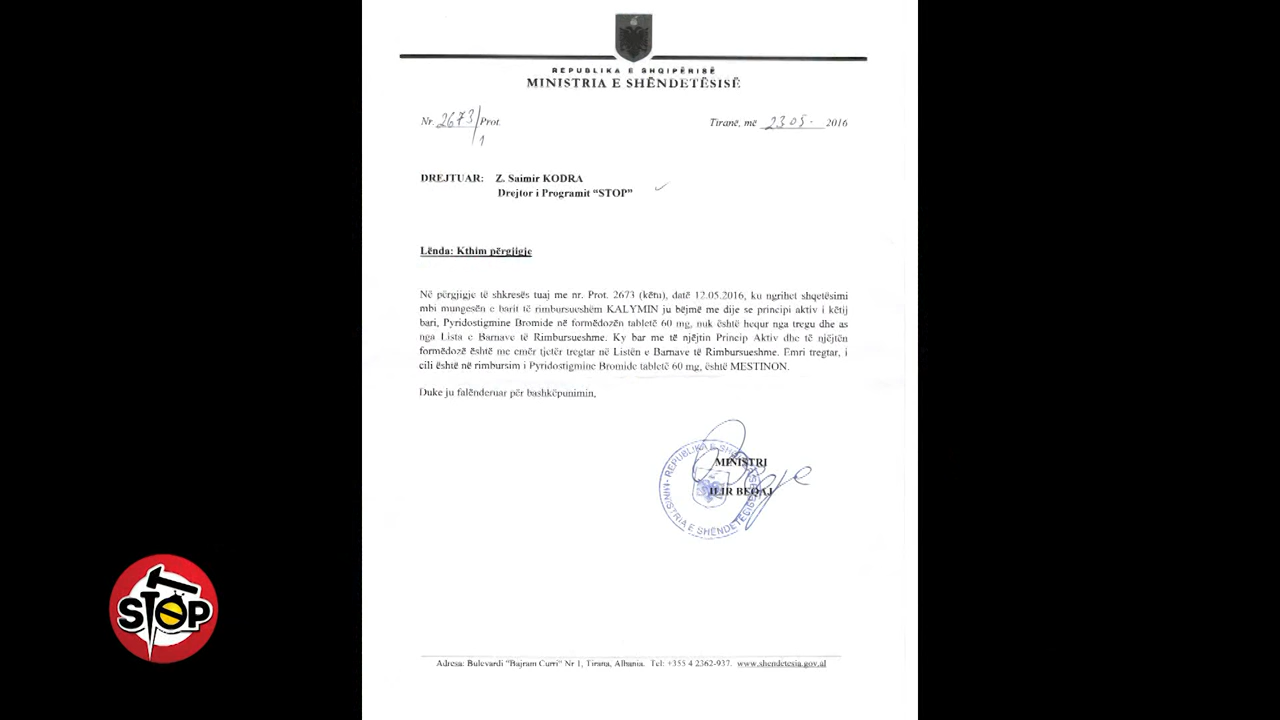 REPUBLIKA E SHQIPËRISË
MINISTRIA E SHËNDETËSISË
Nr. 2673/1 Prot.
Tiranë, më 23 05 - 2016
DREJTUAR: Z. Saimir KODRA
Drejtor i Programit “STOP”
Lënda: Kthim përgjigje
Në përgjigje të shkresës tuaj me nr. Prot. 2673 (këtu), datë 12.05.2016, ku ngrihet shqetësimi
mbi mungesën e barit të rimbursueshëm KALYMIN ju bëjmë me dije se principi aktiv i këtij
bari, Pyridostigmine Bromide në formëdozën tabletë 60 mg, nuk është hequr nga tregu dhe as
nga Lista e Barnave të Rimbursueshme. Ky bar me të njëjtin Princip Aktiv dhe të njëjtën
formëdozë është me emër tjetër tregtar në Listën e Barnave të Rimbursueshme. Emri tregtar, i
cili është në rimbursim i Pyridostigmine Bromide tabletë 60 mg, është MESTINON.
Duke ju falënderuar për bashkëpunimin,
MINISTRI
ILIR BEQAJ
REPUBLIKA E
MINISTRIA E SHËNDETËSISË
STOP
Adresa: Bulevardi “Bajram Curri” Nr 1, Tirana, Albania. Tel: +355 4 2362-937. www.shendetesia.gov.al